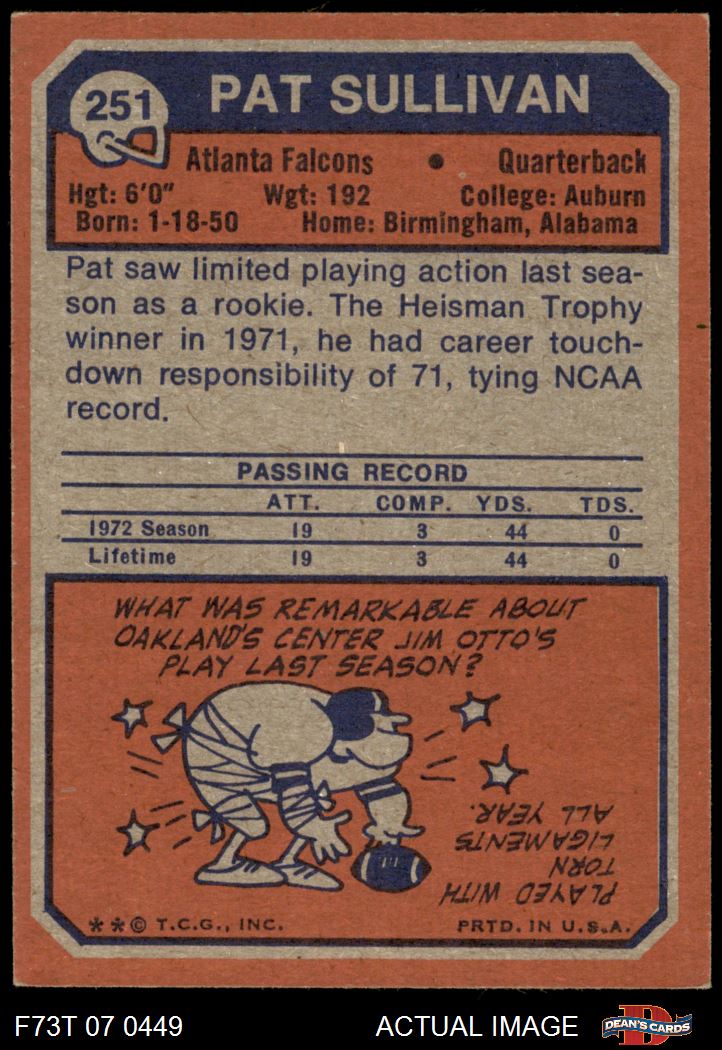 251
PAT SULLIVAN
Atlanta Falcons • Quarterback
Hgt: 6'0" Wgt: 192 College: Auburn
Born: 1-18-50 Home: Birmingham, Alabama
Pat saw limited playing action last sea-
son as a rookie. The Heisman Trophy
winner in 1971, he had career touch-
down responsibility of 71, tying NCAA
record.
PASSING RECORD
ATT. COMP. YDS. TDS.
1972 Season 19 3 44 0
Lifetime 19 3 44 0
WHAT WAS REMARKABLE ABOUT
OAKLAND'S CENTER JIM OTTO'S
PLAY LAST SEASON?
PLAYED WITH
TORN
LIGAMENTS
ALL YEAR.
**© T.C.G., INC. PRTD. IN U.S.A.
F73T 07 0449 ACTUAL IMAGE
D
DEAN'S CARDS